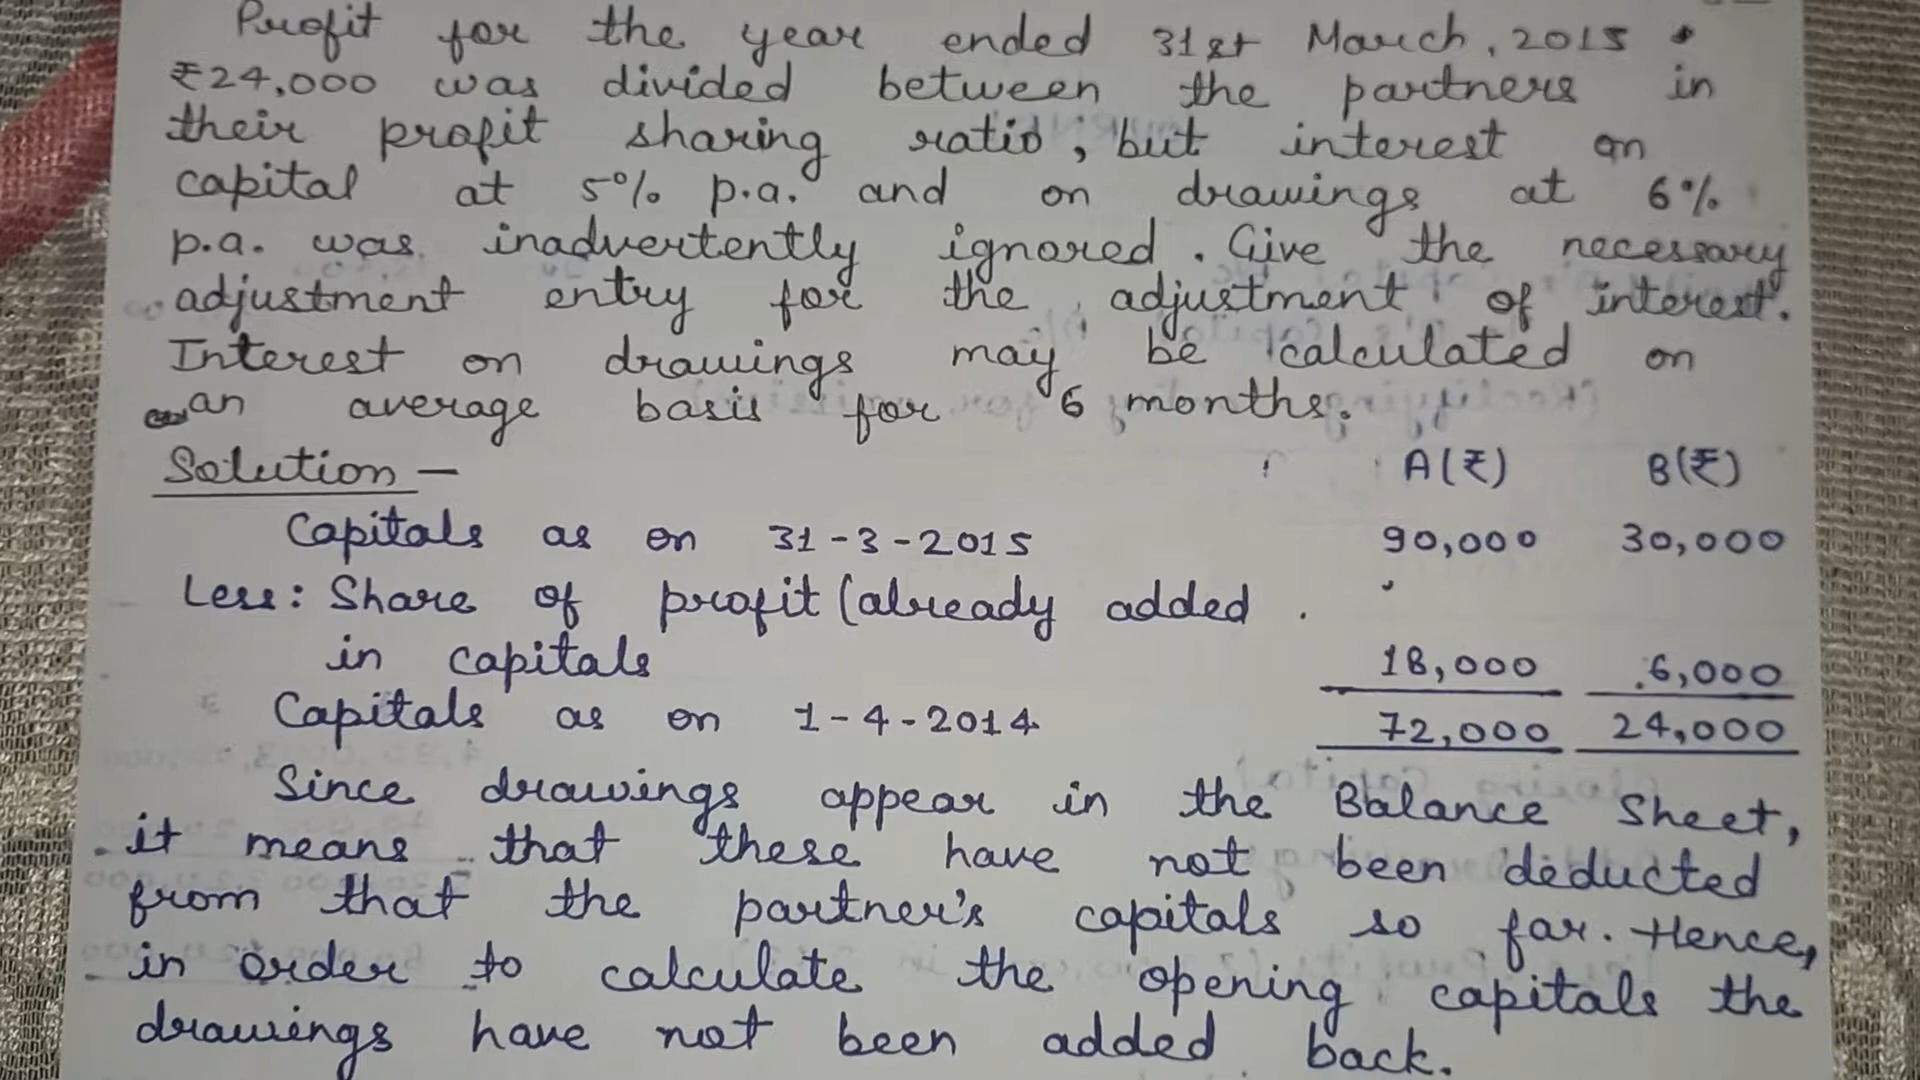 Profit for the year ended 31st March, 2015
₹24,000 was divided between the partners in
their profit sharing ratio, but interest on
capital at 5% p.a. and on drawings at 6%
p.a. was inadvertently ignored. Give the necessary
adjustment entry for the adjustment of interest.
Interest on drawings may be calculated on
an average basis for 6 months.
Solution - A(₹) B(₹)
Capitals as on 31-3-2015 90,000 30,000
Less: Share of profit (already added
in capitals 18,000 6,000
Capitals as on 1-4-2014 72,000 24,000
Since drawings appear in the Balance Sheet,
it means that these have not been deducted
from that the partner's capitals so far. Hence,
in order to calculate the opening capitals the
drawings have not been added back.